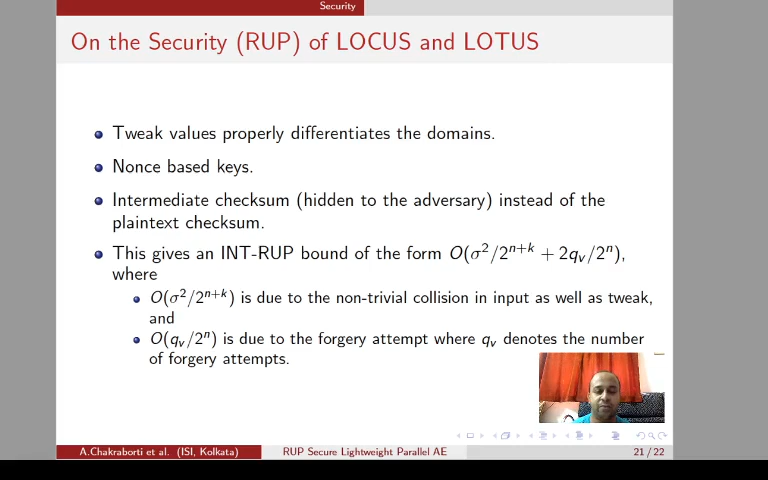 Security
On the Security (RUP) of LOCUS and LOTUS
Tweak values properly differentiates the domains.
Nonce based keys.
Intermediate checksum (hidden to the adversary) instead of the
plaintext checksum.
This gives an INT-RUP bound of the form O(σ²/2ⁿ⁺ᵏ + 2qᵥ/2ⁿ),
where
O(σ²/2ⁿ⁺ᵏ) is due to the non-trivial collision in input as well as tweak,
and
O(qᵥ/2ⁿ) is due to the forgery attempt where qᵥ denotes the number
of forgery attempts.
A.Chakraborti et al. (ISI, Kolkata) RUP Secure Lightweight Parallel AE 21 / 22